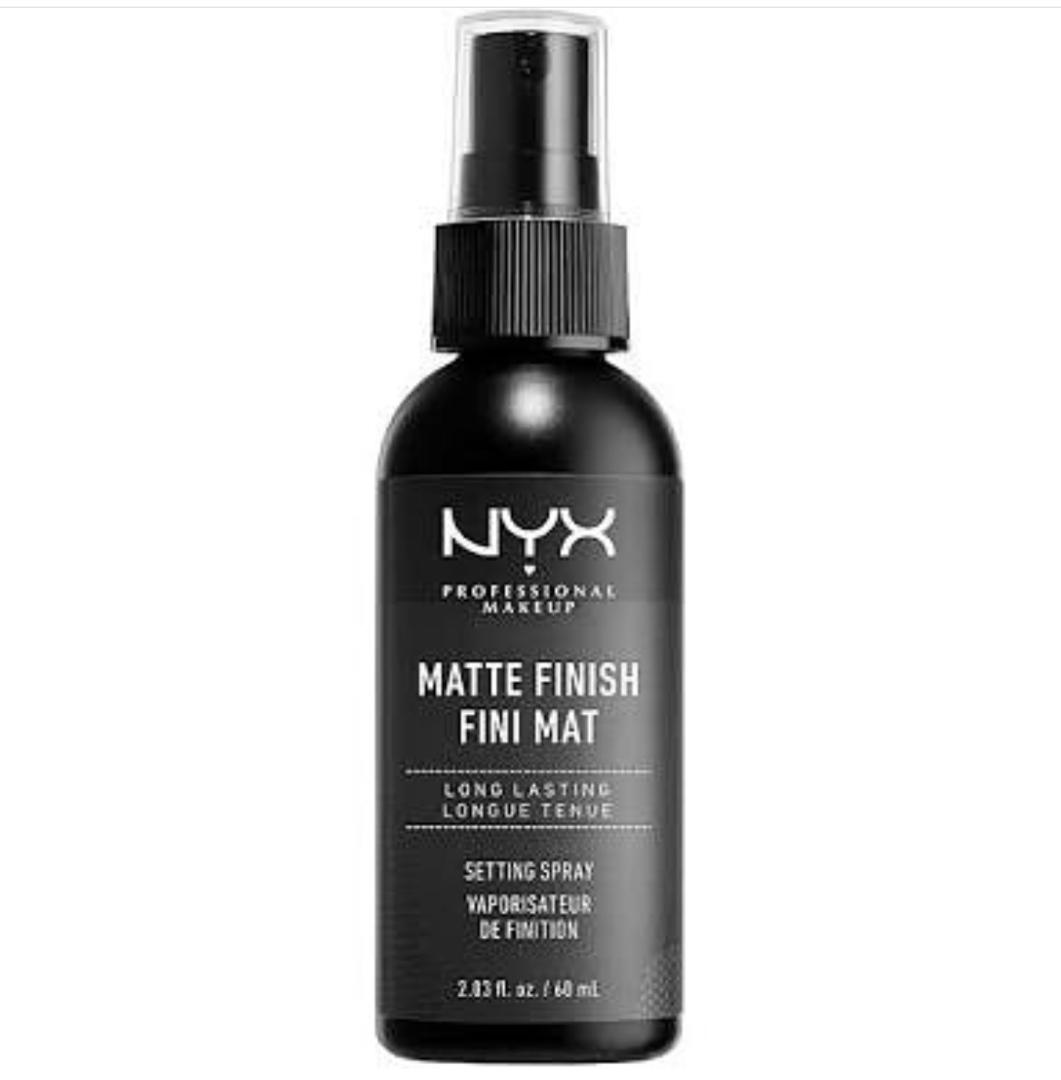 NYX
PROFESSIONAL
MAKEUP
MATTE FINISH
FINI MAT
LONG LASTING
LONGUE TENUE
SETTING SPRAY
VAPORISATEUR
DE FINITION
2.03 fl. oz. / 60 mL